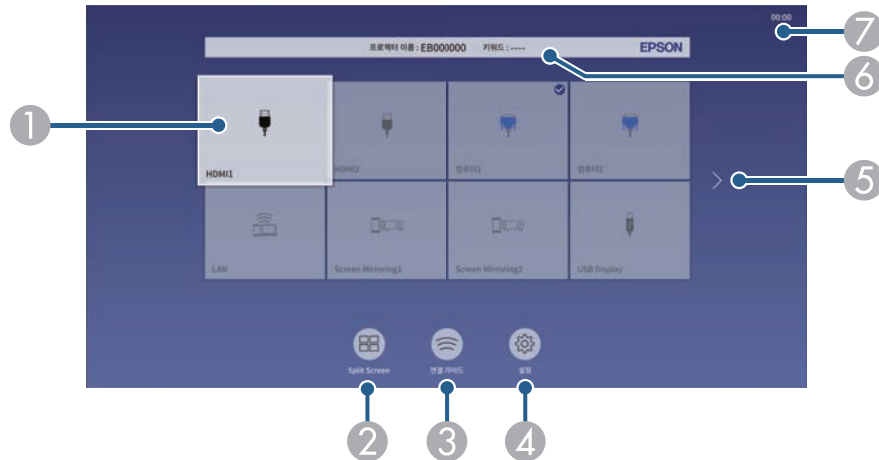 00:00
7
프로젝터 이름 : EB000000 키워드 : ---- EPSON
6
1
HDMI1
HDMI2
컴퓨터1
컴퓨터2
5
LAN
Screen Mirroring1
Screen Mirroring2
USB Display
Split Screen
연결 가이드
설정
2
3
4